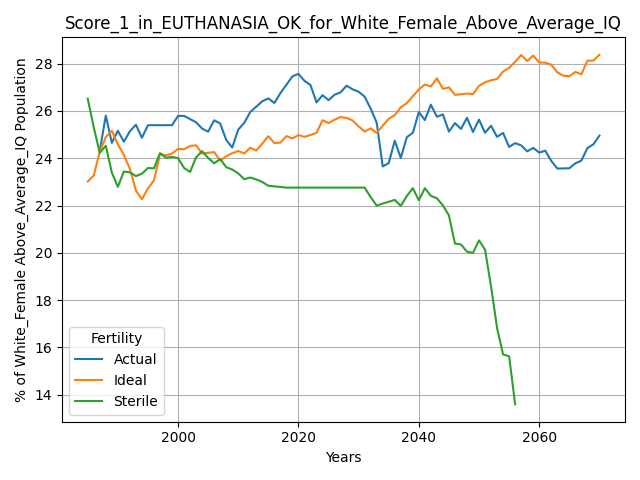 Score_1_in_EUTHANASIA_OK_for_White_Female_Above_Average_IQ
% of White_Female Above_Average_IQ Population
28
26
24
22
20
18
16
14
Fertility
Actual
Ideal
Sterile
2000 2020 2040 2060
Years